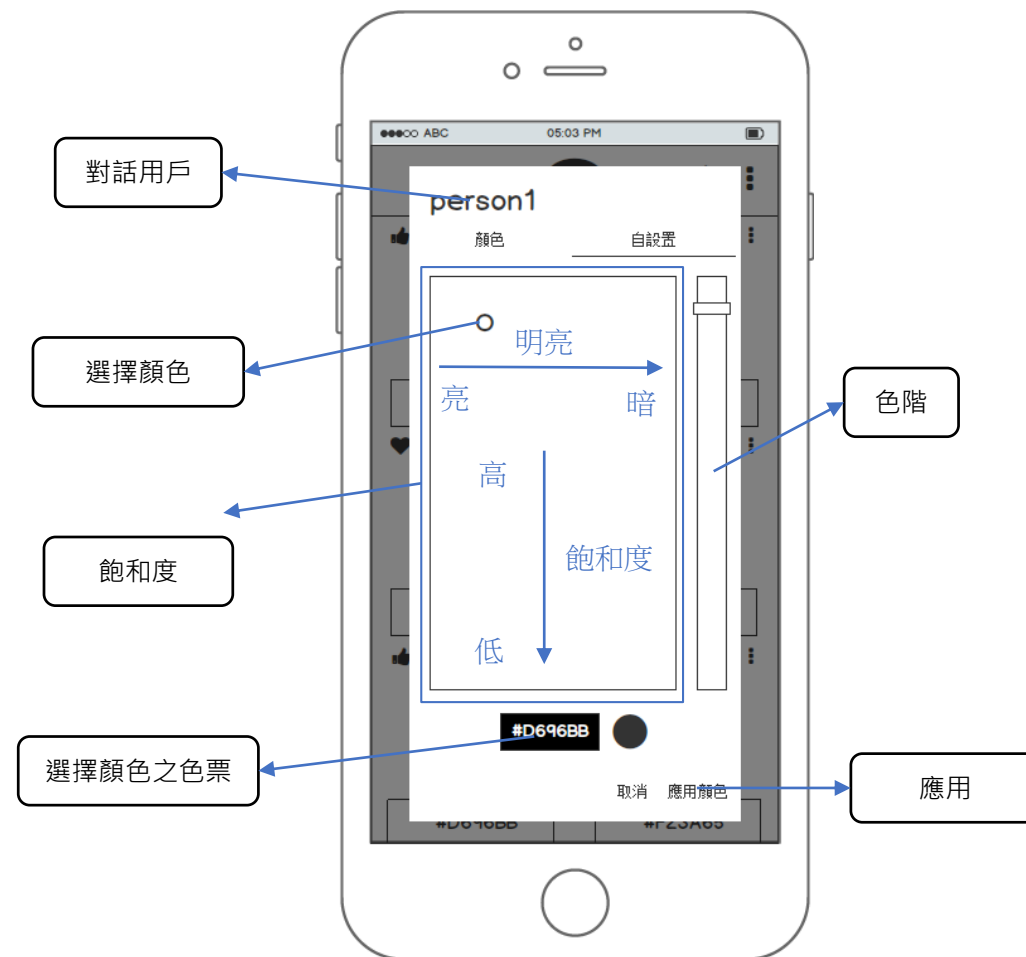 ABC 05:03 PM
對話用戶
person1
顏色 自設置
選擇顏色
明亮
亮 暗
色階
高
飽和度
飽和度
低
#D696BB
選擇顏色之色票
取消 應用顏色
應用
#D696BB #F23A65